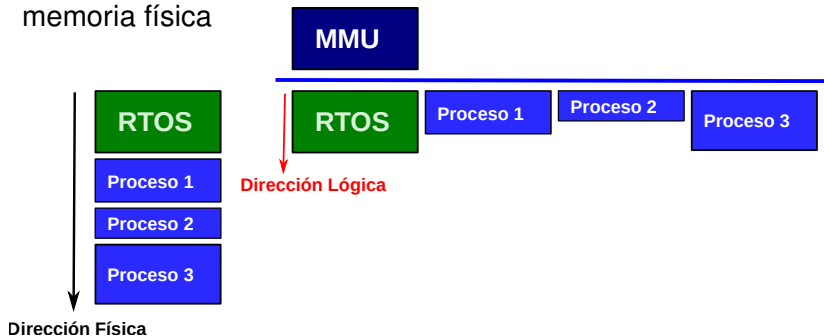 memoria física
MMU
RTOS
RTOS
Proceso 1
Proceso 2
Proceso 3
Proceso 1
Dirección Lógica
Proceso 2
Proceso 3
Dirección Física